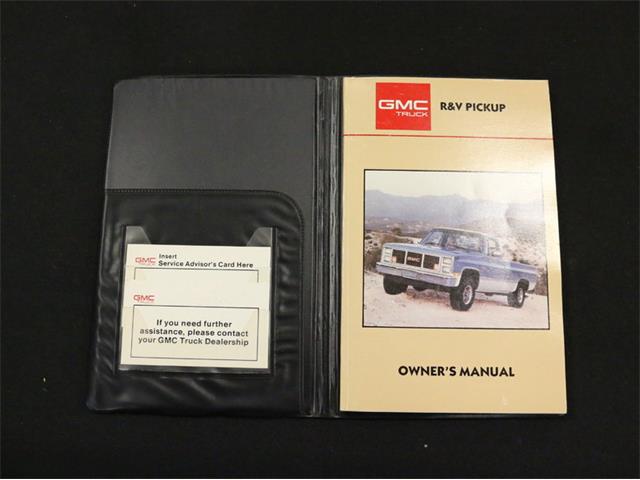 GMC
TRUCK
R&V PICKUP
GMC
OWNER'S MANUAL
GMC
TRUCK
Insert
Service Advisor's Card Here
GMC
If you need further
assistance, please contact
your GMC Truck Dealership